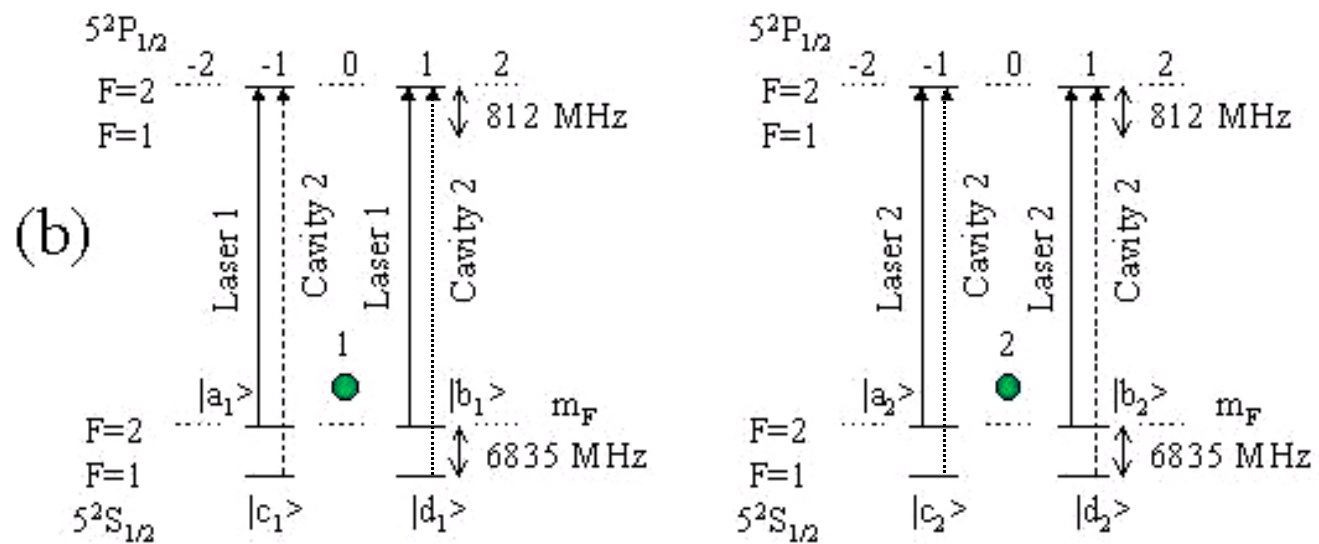 (b)
5²P1/2
-2 -1 0 1 2
F=2
F=1
812 MHz
Laser 1
Cavity 2
Laser 1
Cavity 2
1
|a1>
|b1>
mF
F=2
F=1
6835 MHz
5²S1/2
|c1>
|d1>
5²P1/2
-2 -1 0 1 2
F=2
F=1
812 MHz
Laser 2
Cavity 2
Laser 2
Cavity 2
2
|a2>
|b2>
mF
F=2
F=1
6835 MHz
5²S1/2
|c2>
|d2>